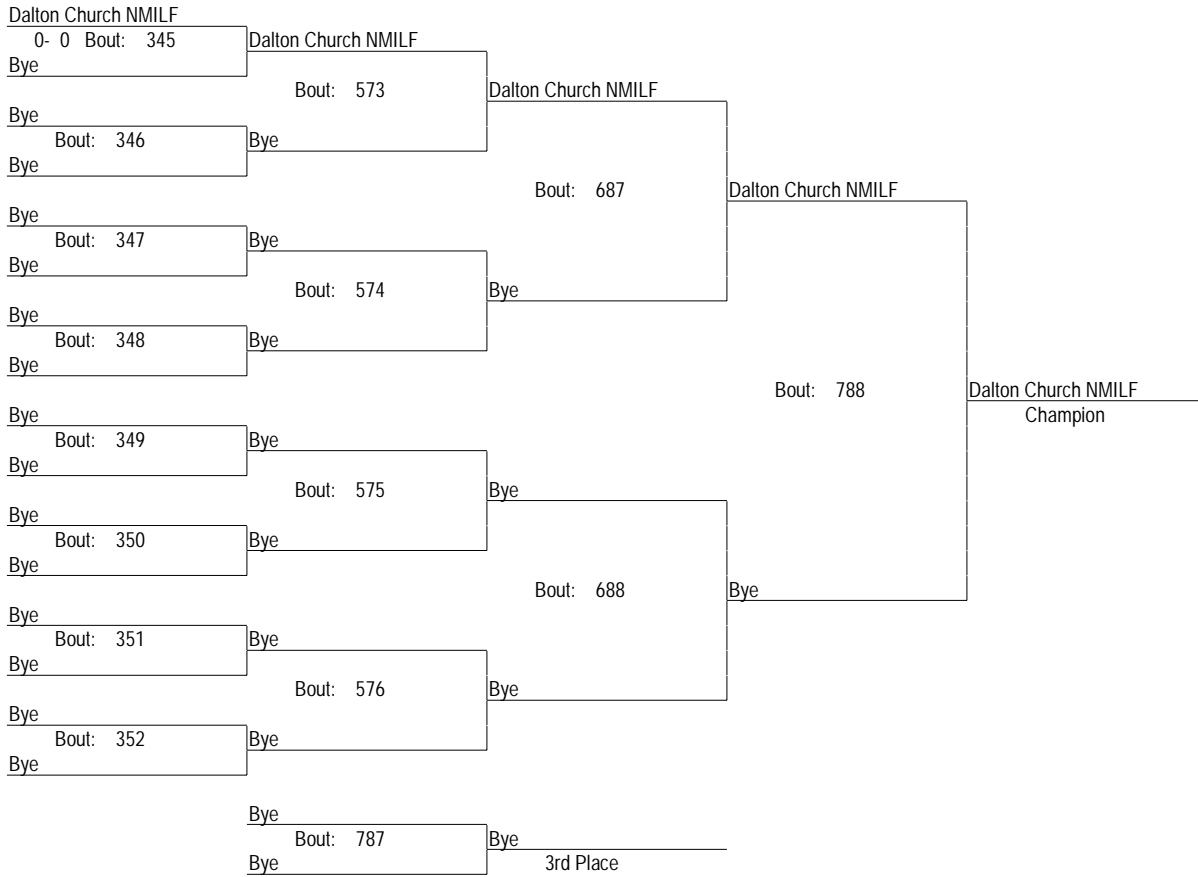 Dalton Church NMILF
0- 0 Bout: 345
Dalton Church NMILF
Bye
Bout: 573
Dalton Church NMILF
Bye
Bout: 346
Bye
Bye
Bout: 687
Dalton Church NMILF
Bye
Bout: 347
Bye
Bye
Bout: 574
Bye
Bye
Bout: 348
Bye
Bye
Bout: 788
Dalton Church NMILF
Champion
Bye
Bout: 349
Bye
Bye
Bout: 575
Bye
Bye
Bout: 350
Bye
Bye
Bout: 688
Bye
Bye
Bout: 351
Bye
Bye
Bout: 576
Bye
Bye
Bout: 352
Bye
Bye
Bye
Bout: 787
Bye
Bye
3rd Place